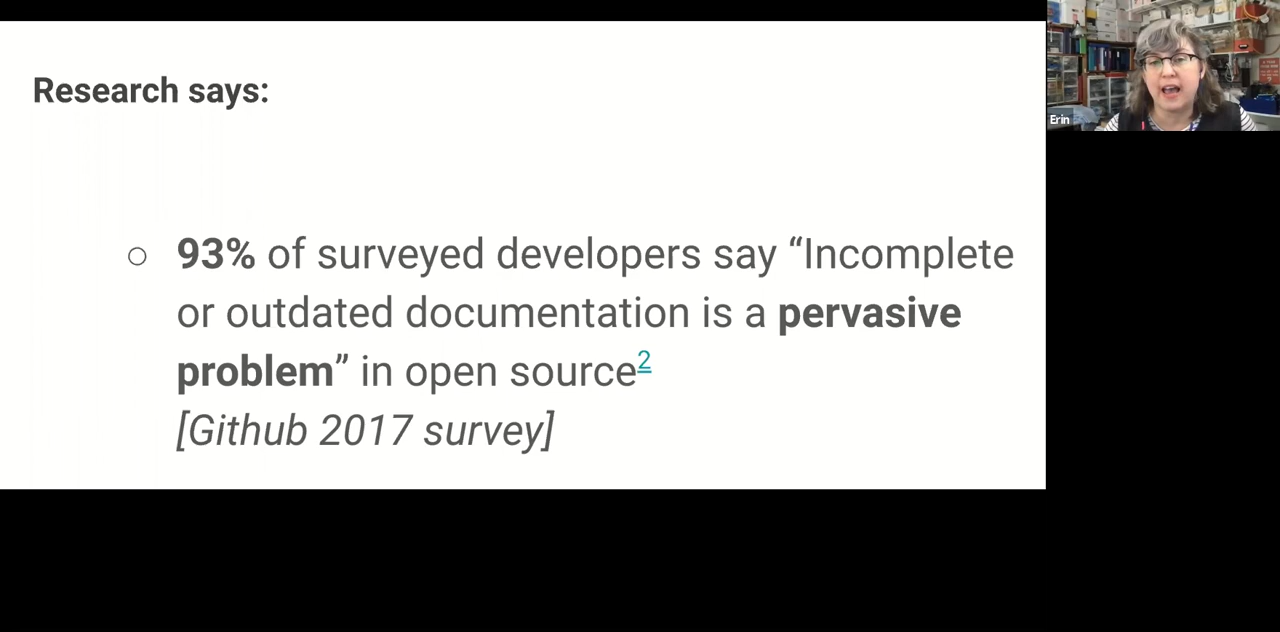 Research says:
○ 93% of surveyed developers say “Incomplete
or outdated documentation is a pervasive
problem” in open source2
[Github 2017 survey]
Erin